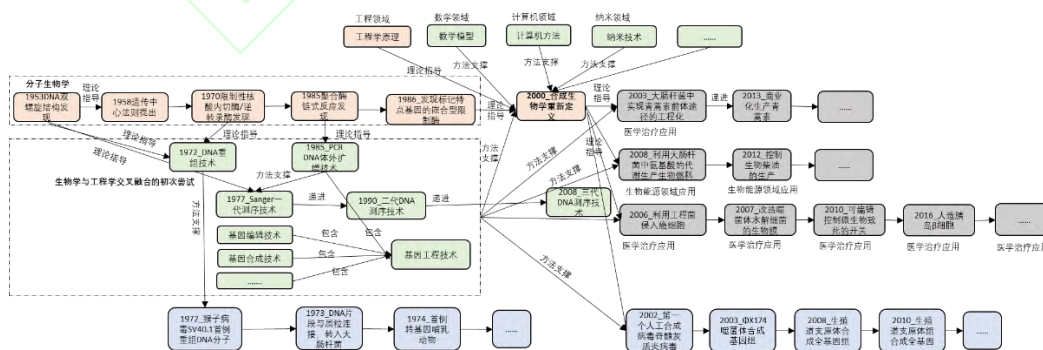 工程领域
数学领域
计算机领域
纳米领域
工程学原理
数学模型
计算机方法
纳米技术
......
理论指导
方法支撑
方法支撑
方法支撑
分子生物学
1953DNA双
螺旋结构发
现
理论
指导
1958遗传中
心法则提出
1970限制性核
酸内切酶/逆
转录酶发现
1985聚合酶
链式反应发
现
1986_发现标记特
点基因的嵌合型限
制酶
理论指
导
2000_合成生
物学重新定
义
理论指
导
2003_大肠杆菌中
实现青蒿素前体途
径的工程化
递进
2013_商业
化生产青
蒿素
......
医学治疗应用
理论指导
理论指导
理论指导
理论指导
1972_DNA重
组技术
1985_PCR
DNA体外扩
增技术
方法支撑
方法
支撑
方法支撑
理论指
导
2008_利用大肠杆
菌中氨基酸的代
谢生产生物燃料
2012_控制
生物柴油
的生产
......
生物能源领域应用
生物能源领域应用
生物学与工程学交叉融合的初次尝试
1977_Sanger一
代测序技术
递进
1990_二代DNA
测序技术
递进
2008_三代
DNA测序技
术
2006_利用工程菌
侵入癌细胞
2007_改造噬
菌体水解细菌
的生物膜
2010_可编辑
控制微生物致
死的开关
2016_人造胰
岛β细胞
......
医学治疗应用
医学治疗应用
医学治疗应用
医学治疗应用
医学治疗应用
方法支撑
基因编辑技术
包含
包含
基因合成技术
包含
基因工程技术
......
包含
方法支撑
1972_猴子病
毒SV40.1首例
重组DNA分子
1973_DNA片
段与质粒连
接，转入大
肠杆菌
1974_首例
转基因哺乳
动物
......
2002_第一
个人工合成
病毒脊髓灰
质炎病毒
2003_ΦX174
噬菌体合成
基因组
2008_生殖
道支原体合
成全基因组
2010_生殖
道支原体组
合成全基因
......